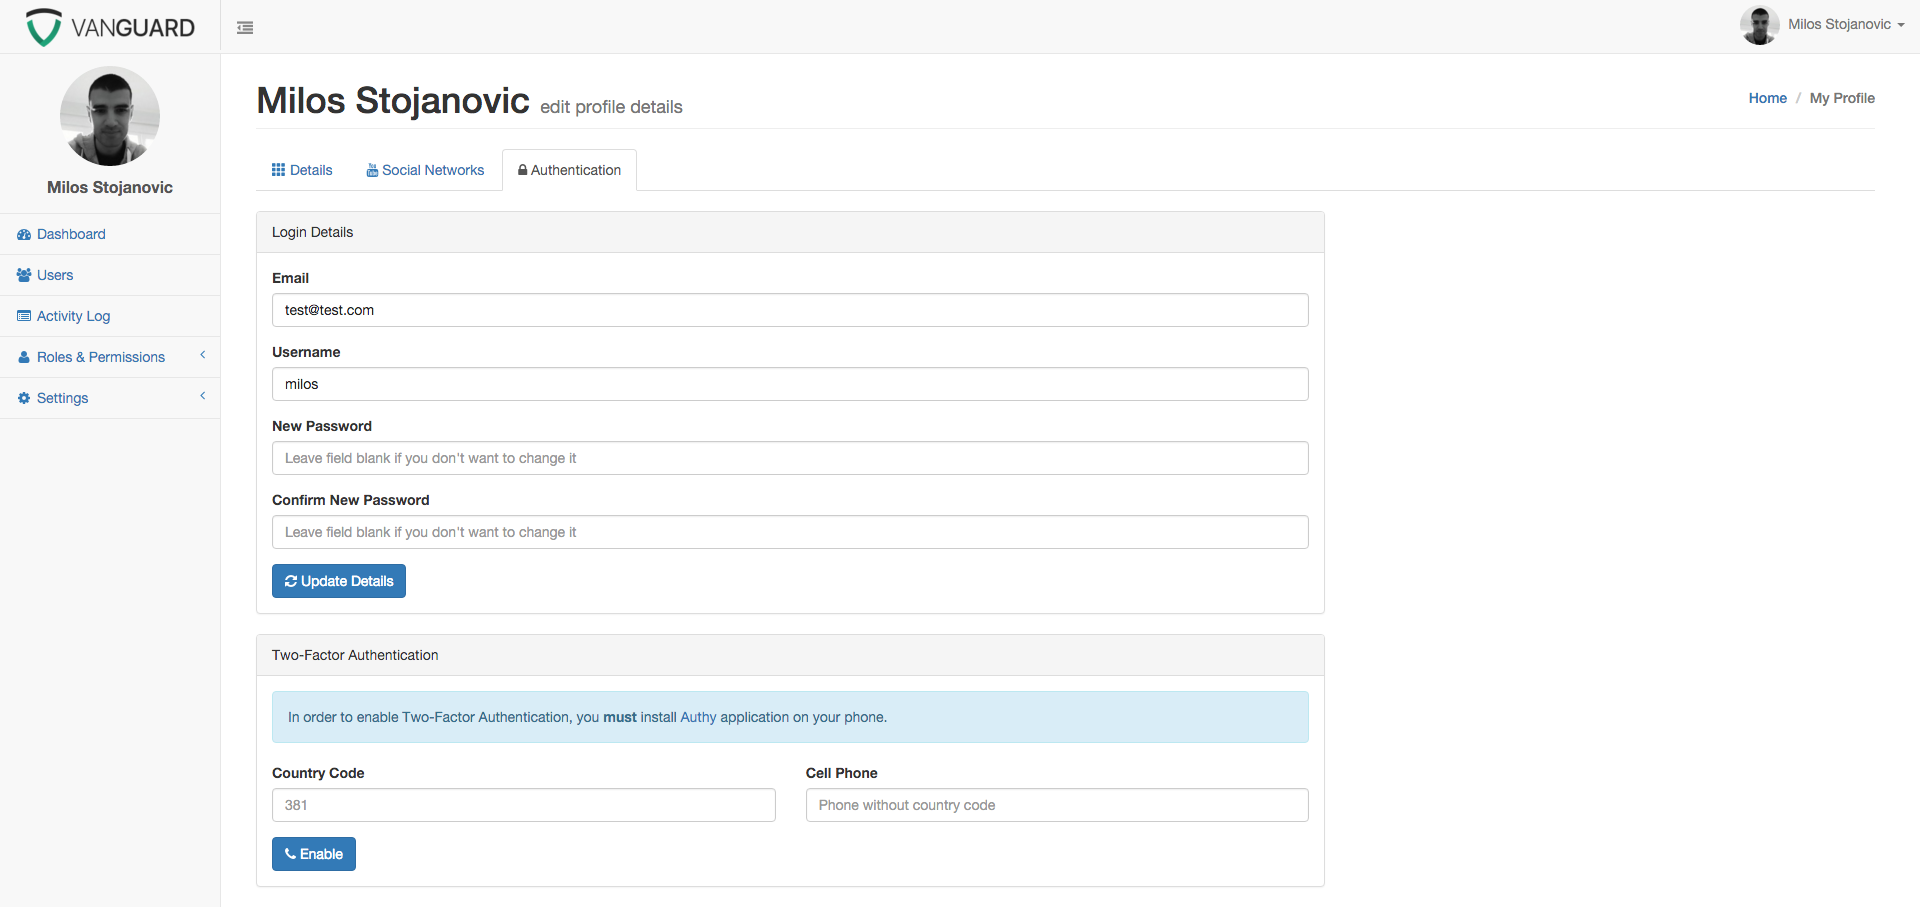 VANGUARD
Milos Stojanovic
Milos Stojanovic
Dashboard
Users
Activity Log
Roles & Permissions
Settings
Milos Stojanovic edit profile details
Home / My Profile
Details
Social Networks
Authentication
Login Details
Email
test@test.com
Username
milos
New Password
Leave field blank if you don't want to change it
Confirm New Password
Leave field blank if you don't want to change it
Update Details
Two-Factor Authentication
In order to enable Two-Factor Authentication, you must install Authy application on your phone.
Country Code
381
Cell Phone
Phone without country code
Enable